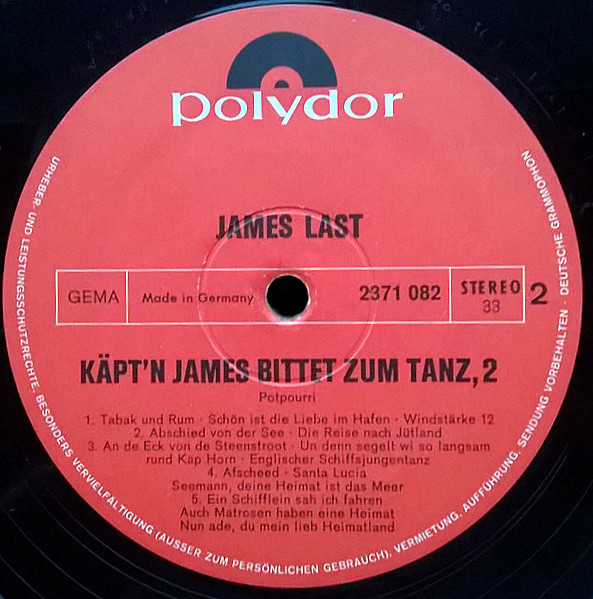 polydor
JAMES LAST
GEMA
Made in Germany
2371 082
STEREO
33
2
KÄPT'N JAMES BITTET ZUM TANZ, 2
Potpourri
1. Tabak und Rum · Schön ist die Liebe im Hafen · Windstärke 12
2. Abschied von der See · Die Reise nach Jütland
3. An de Eck von de Steenstroot · Un denn segelt wi so langsam
rund Kap Horn · Englischer Schiffsjungentanz
4. Afscheed · Santa Lucia
Seemann, deine Heimat ist das Meer
5. Ein Schifflein sah ich fahren
Auch Matrosen haben eine Heimat
Nun ade, du mein lieb Heimatland
URHEBER- UND LEISTUNGSSCHUTZRECHTE. BESONDERS VERVIELFÄLTIGUNG (AUSSER ZUM PERSÖNLICHEN GEBRAUCH). VERMIETUNG. AUFFÜHRUNG. SENDUNG VORBEHALTEN · DEUTSCHE GRAMMOPHON